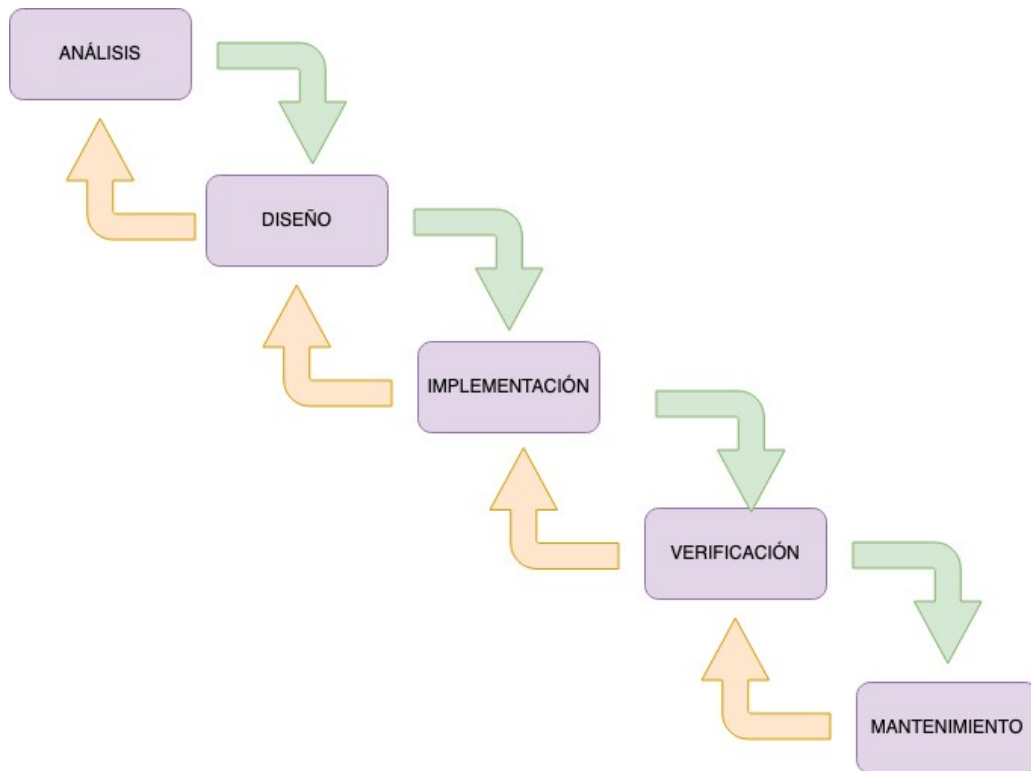 ANÁLISIS
DISEÑO
IMPLEMENTACIÓN
VERIFICACIÓN
MANTENIMIENTO